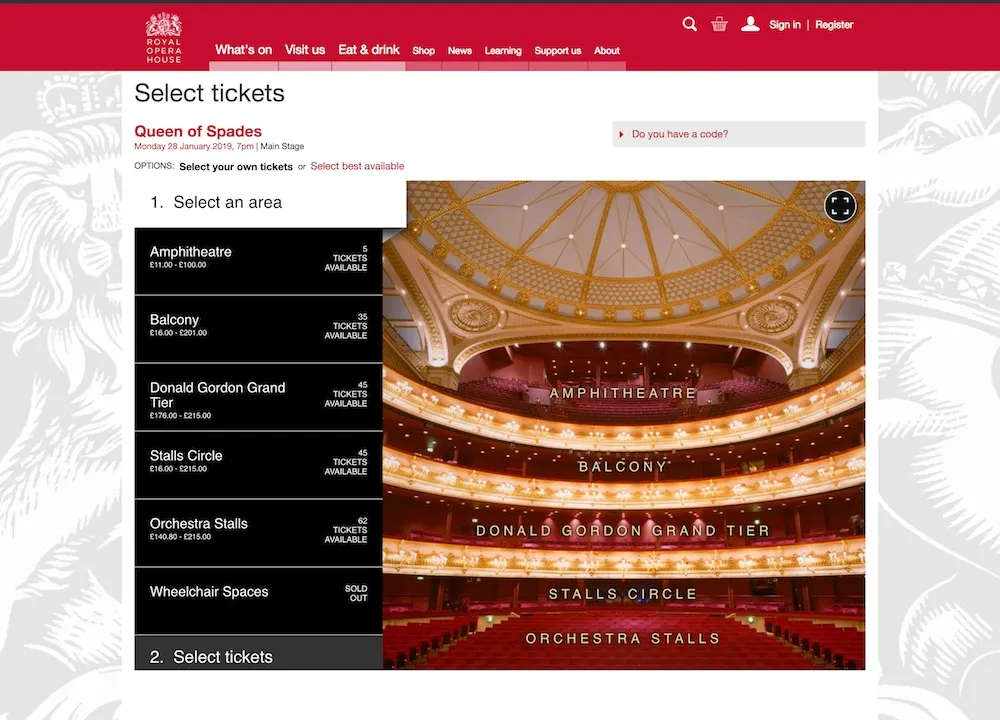 ROYAL
OPERA
HOUSE
What's on Visit us Eat & drink Shop News Learning Support us About
Sign in | Register
Select tickets
Queen of Spades
Monday 28 January 2019, 7pm | Main Stage
Do you have a code?
OPTIONS: Select your own tickets or Select best available
1. Select an area
Amphitheatre
£11.00 - £100.00
5
TICKETS
AVAILABLE
Balcony
£16.00 - £201.00
35
TICKETS
AVAILABLE
Donald Gordon Grand
Tier
£176.00 - £215.00
45
TICKETS
AVAILABLE
Stalls Circle
£16.00 - £215.00
45
TICKETS
AVAILABLE
Orchestra Stalls
£140.80 - £215.00
62
TICKETS
AVAILABLE
Wheelchair Spaces
SOLD
OUT
2. Select tickets
AMPHITHEATRE
BALCONY
DONALD GORDON GRAND TIER
STALLS CIRCLE
ORCHESTRA STALLS